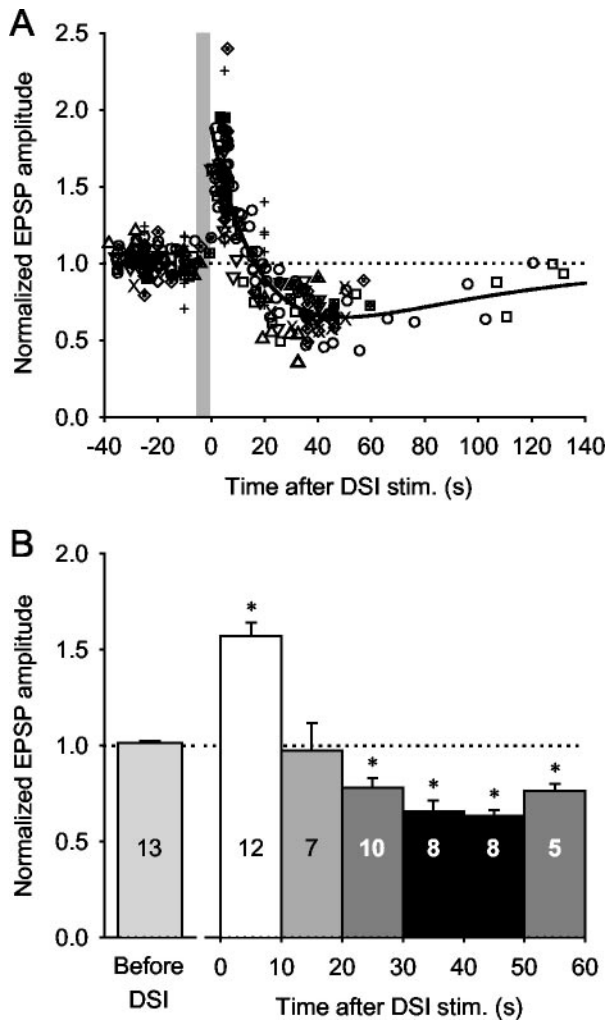 A
Normalized EPSP amplitude
2.5
2.0
1.5
1.0
0.5
0.0
-40 -20 0 20 40 60 80 100 120 140
Time after DSI stim. (s)
B
Normalized EPSP amplitude
2.0
1.5
1.0
0.5
0.0
*
* * * *
13 12 7 10 8 8 5
Before
DSI
0 10 20 30 40 50 60
Time after DSI stim. (s)